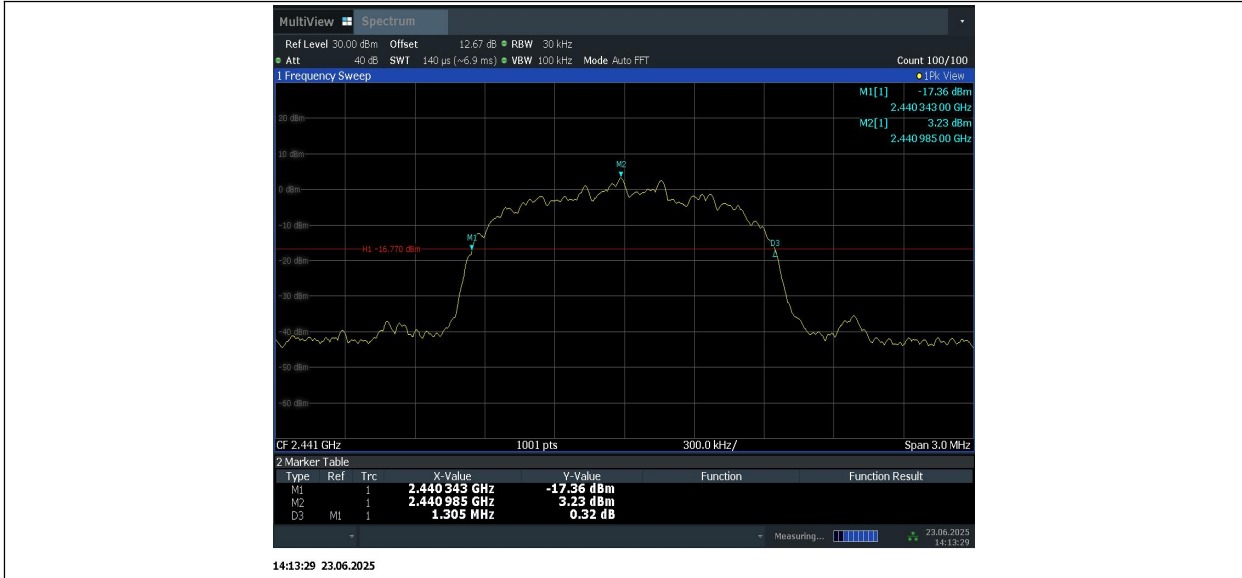 MultiView Spectrum
Ref Level 30.00 dBm Offset 12.67 dB RBW 30 kHz
Att 40 dB SWT 140 µs (~6.9 ms) VBW 100 kHz Mode Auto FFT Count 100/100
1 Frequency Sweep 1Pk View
M1[1] -17.36 dBm
2.440 343 00 GHz
M2[1] 3.23 dBm
2.440 985 00 GHz
20 dBm
10 dBm
M2
0 dBm
-10 dBm
M1
D3
H1 -16.770 dBm
-20 dBm
-30 dBm
-40 dBm
-50 dBm
-60 dBm
CF 2.441 GHz 1001 pts 300.0 kHz/ Span 3.0 MHz
2 Marker Table
Type Ref Trc X-Value Y-Value Function Function Result
M1 1 2.440 343 GHz -17.36 dBm
M2 1 2.440 985 GHz 3.23 dBm
D3 M1 1 1.305 MHz 0.32 dB
Measuring... 23.06.2025
14:13:29
14:13:29 23.06.2025